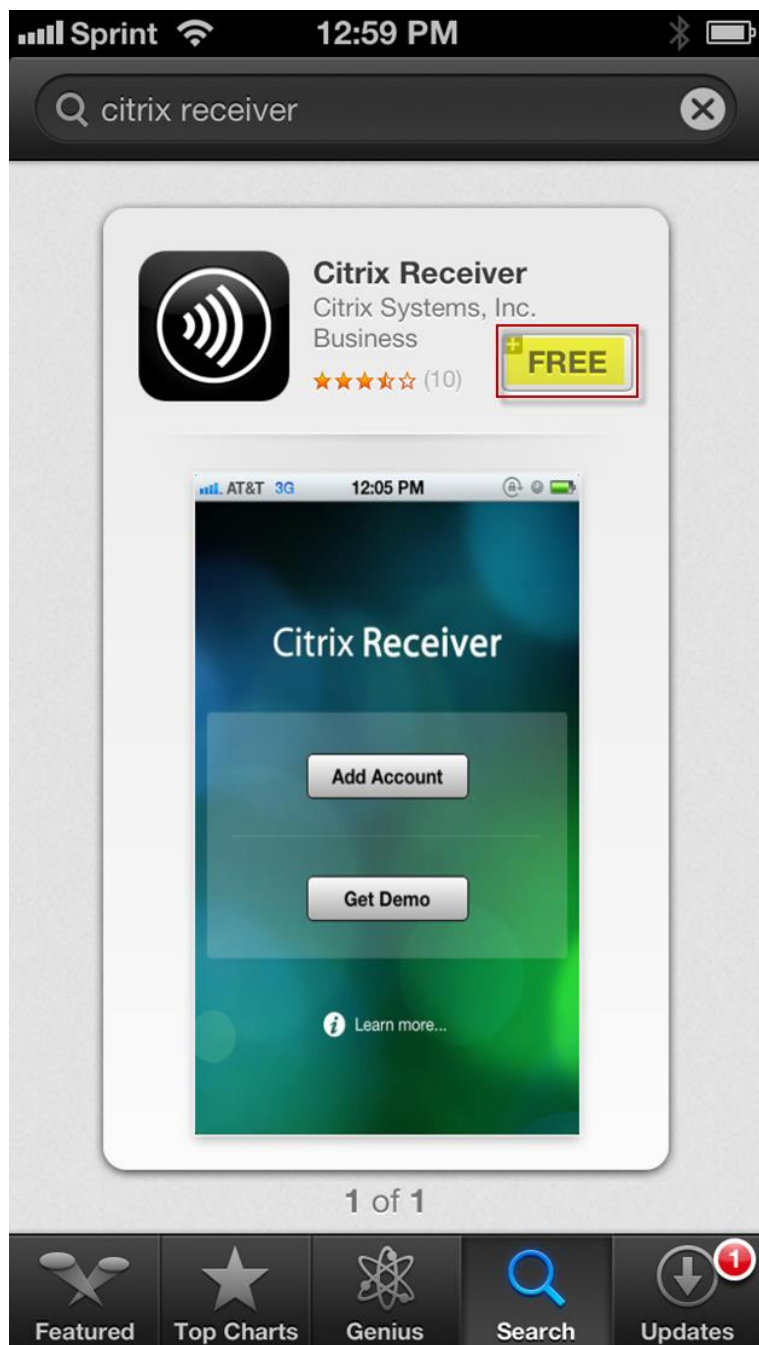 Sprint 12:59 PM
citrix receiver
Citrix Receiver
Citrix Systems, Inc.
Business
(10)
FREE
AT&T 3G 12:05 PM
Citrix Receiver
Add Account
Get Demo
i Learn more...
1 of 1
1
Featured Top Charts Genius Search Updates